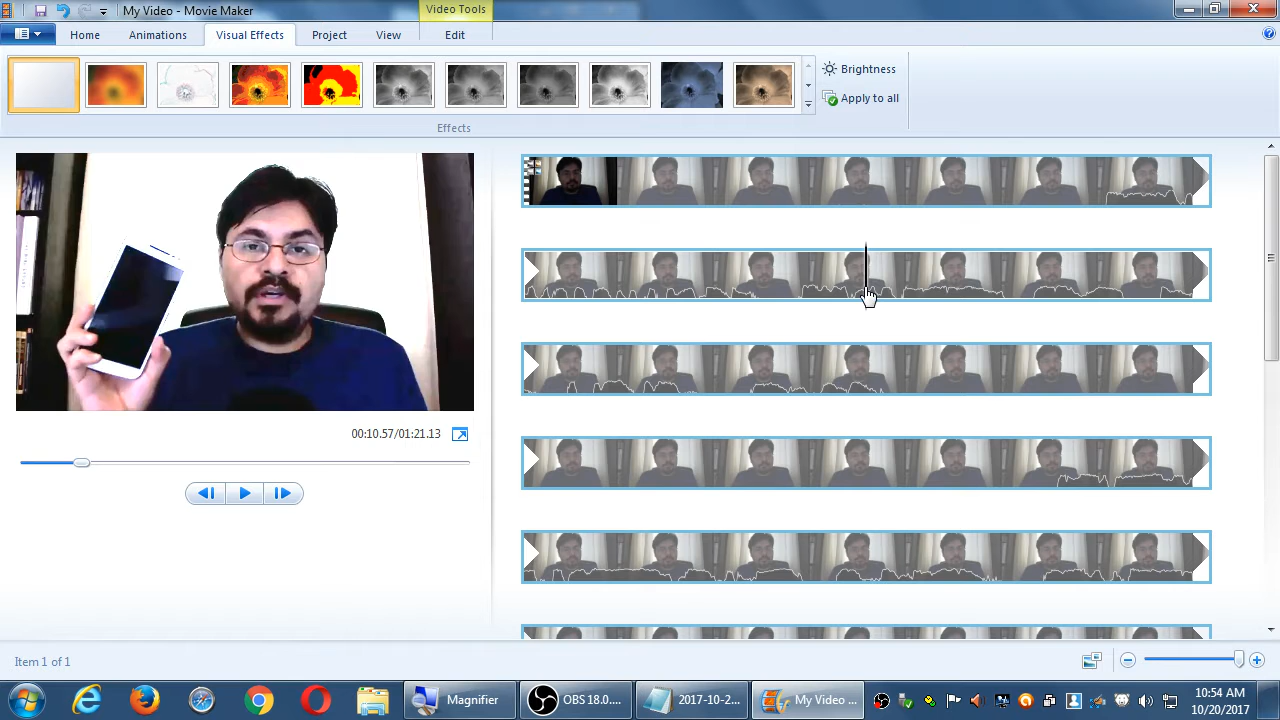 My Video - Movie Maker
Video Tools
Home
Animations
Visual Effects
Project
View
Edit
Brightness
Apply to all
Effects
00:10.57/01:21.13
Item 1 of 1
Magnifier
OBS 18.0....
2017-10-2...
My Video ...
10:54 AM
10/20/2017